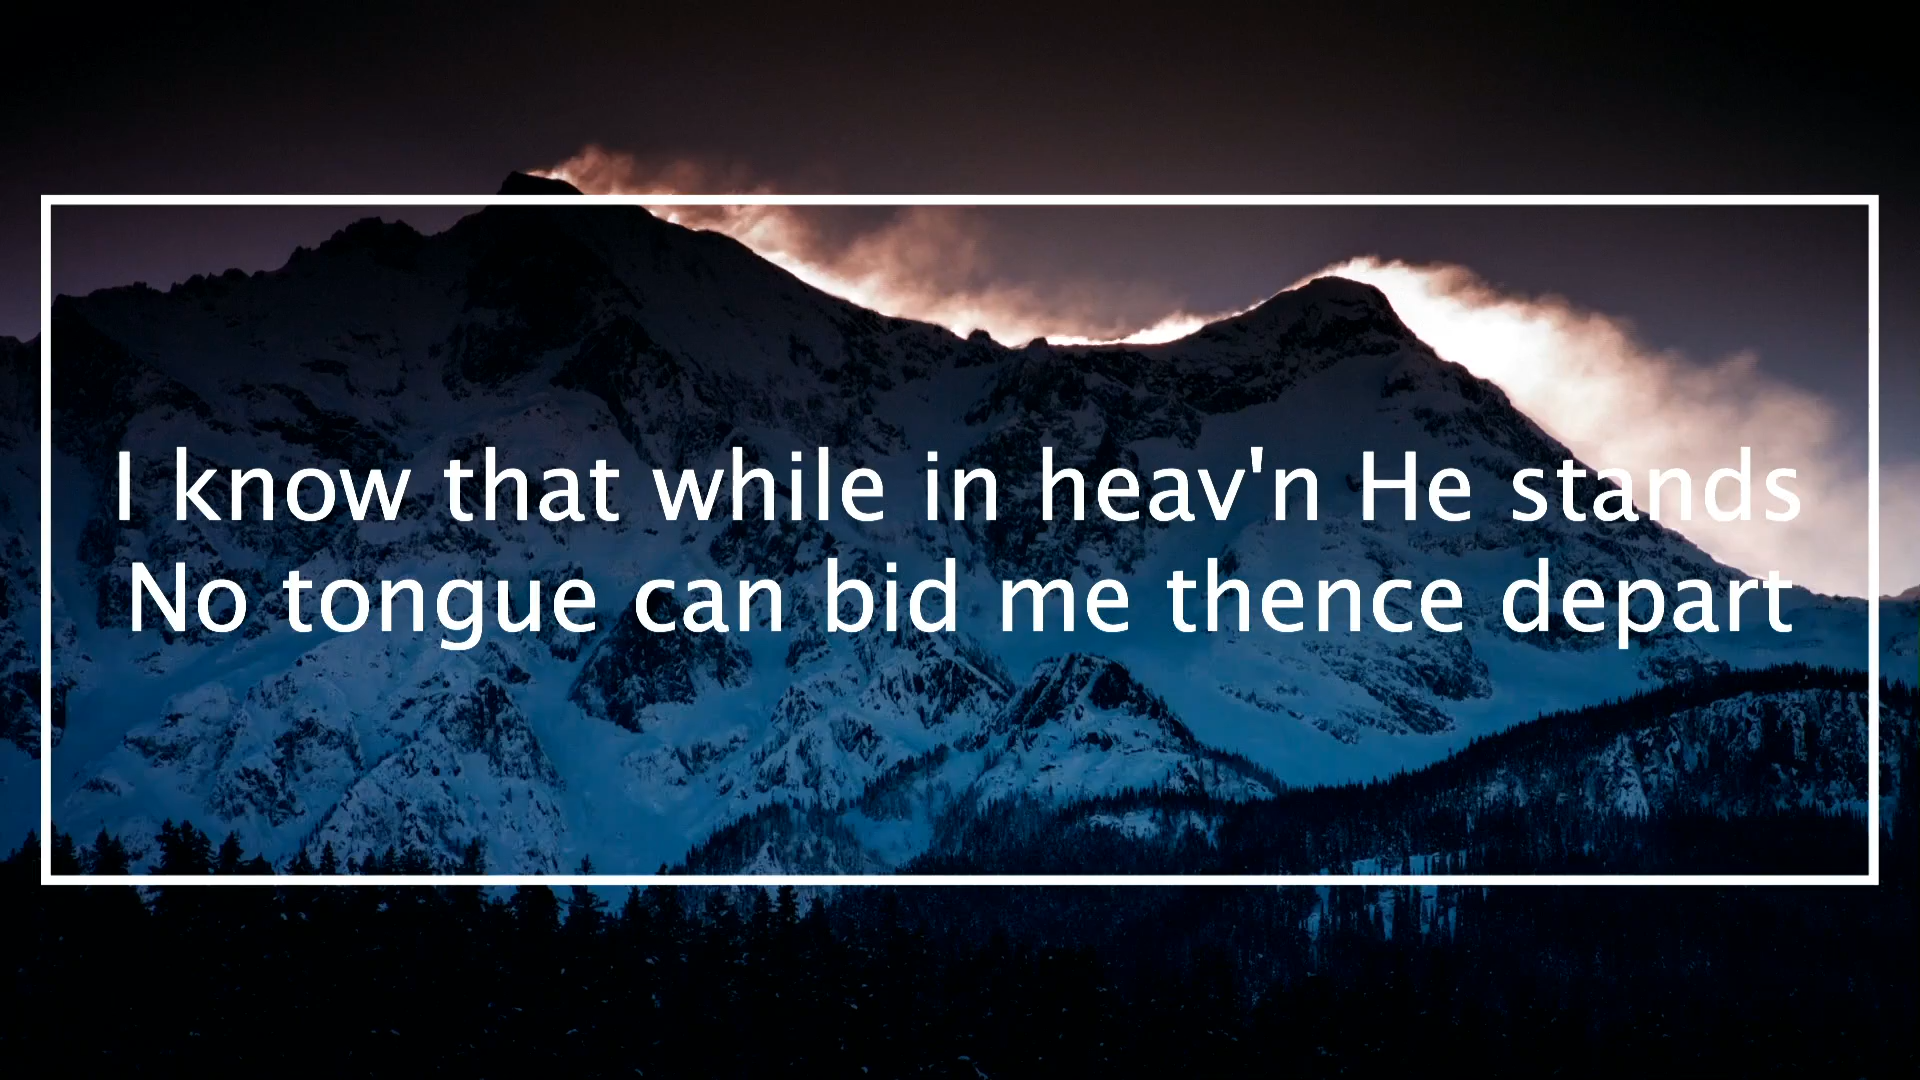 I know that while in heav'n He stands
No tongue can bid me thence depart